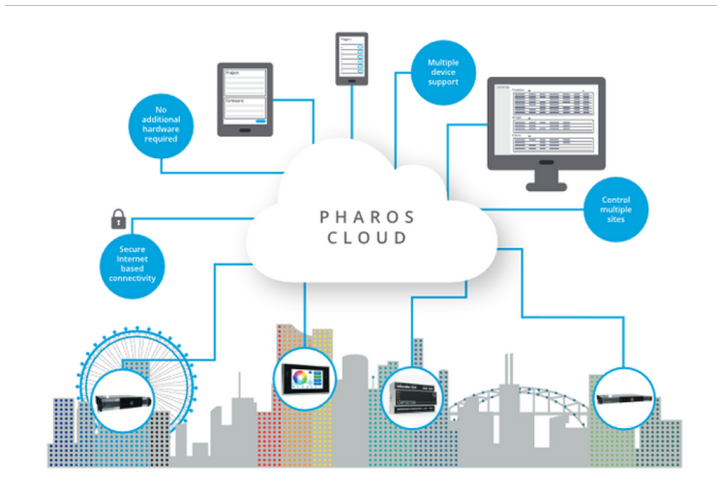 No
additional
hardware
required
Multiple
device
support
PHAROS
CLOUD
Control
multiple
sites
Secure
Internet
based
connectivity